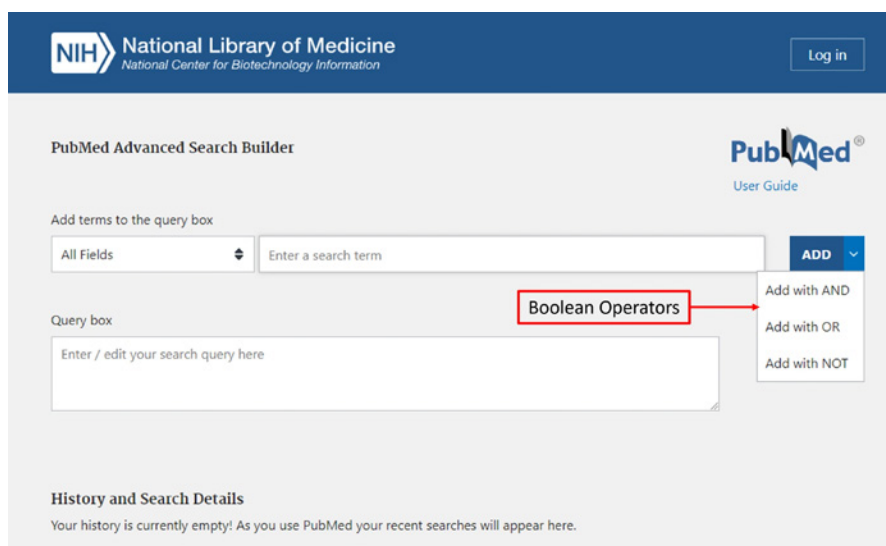 NIH National Library of Medicine
National Center for Biotechnology Information
Log in
PubMed Advanced Search Builder
PubMed®
User Guide
Add terms to the query box
All Fields
Enter a search term
ADD
Add with AND
Boolean Operators
Add with OR
Query box
Enter / edit your search query here
Add with NOT
History and Search Details
Your history is currently empty! As you use PubMed your recent searches will appear here.